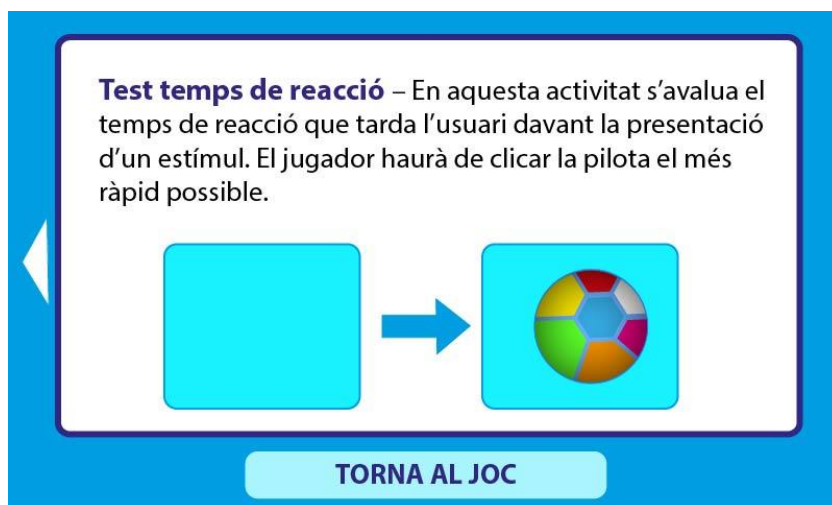 Test temps de reacció – En aquesta activitat s’avalua el
temps de reacció que tarda l’usuari davant la presentació
d’un estímul. El jugador haurà de clicar la pilota el més
ràpid possible.
TORNA AL JOC